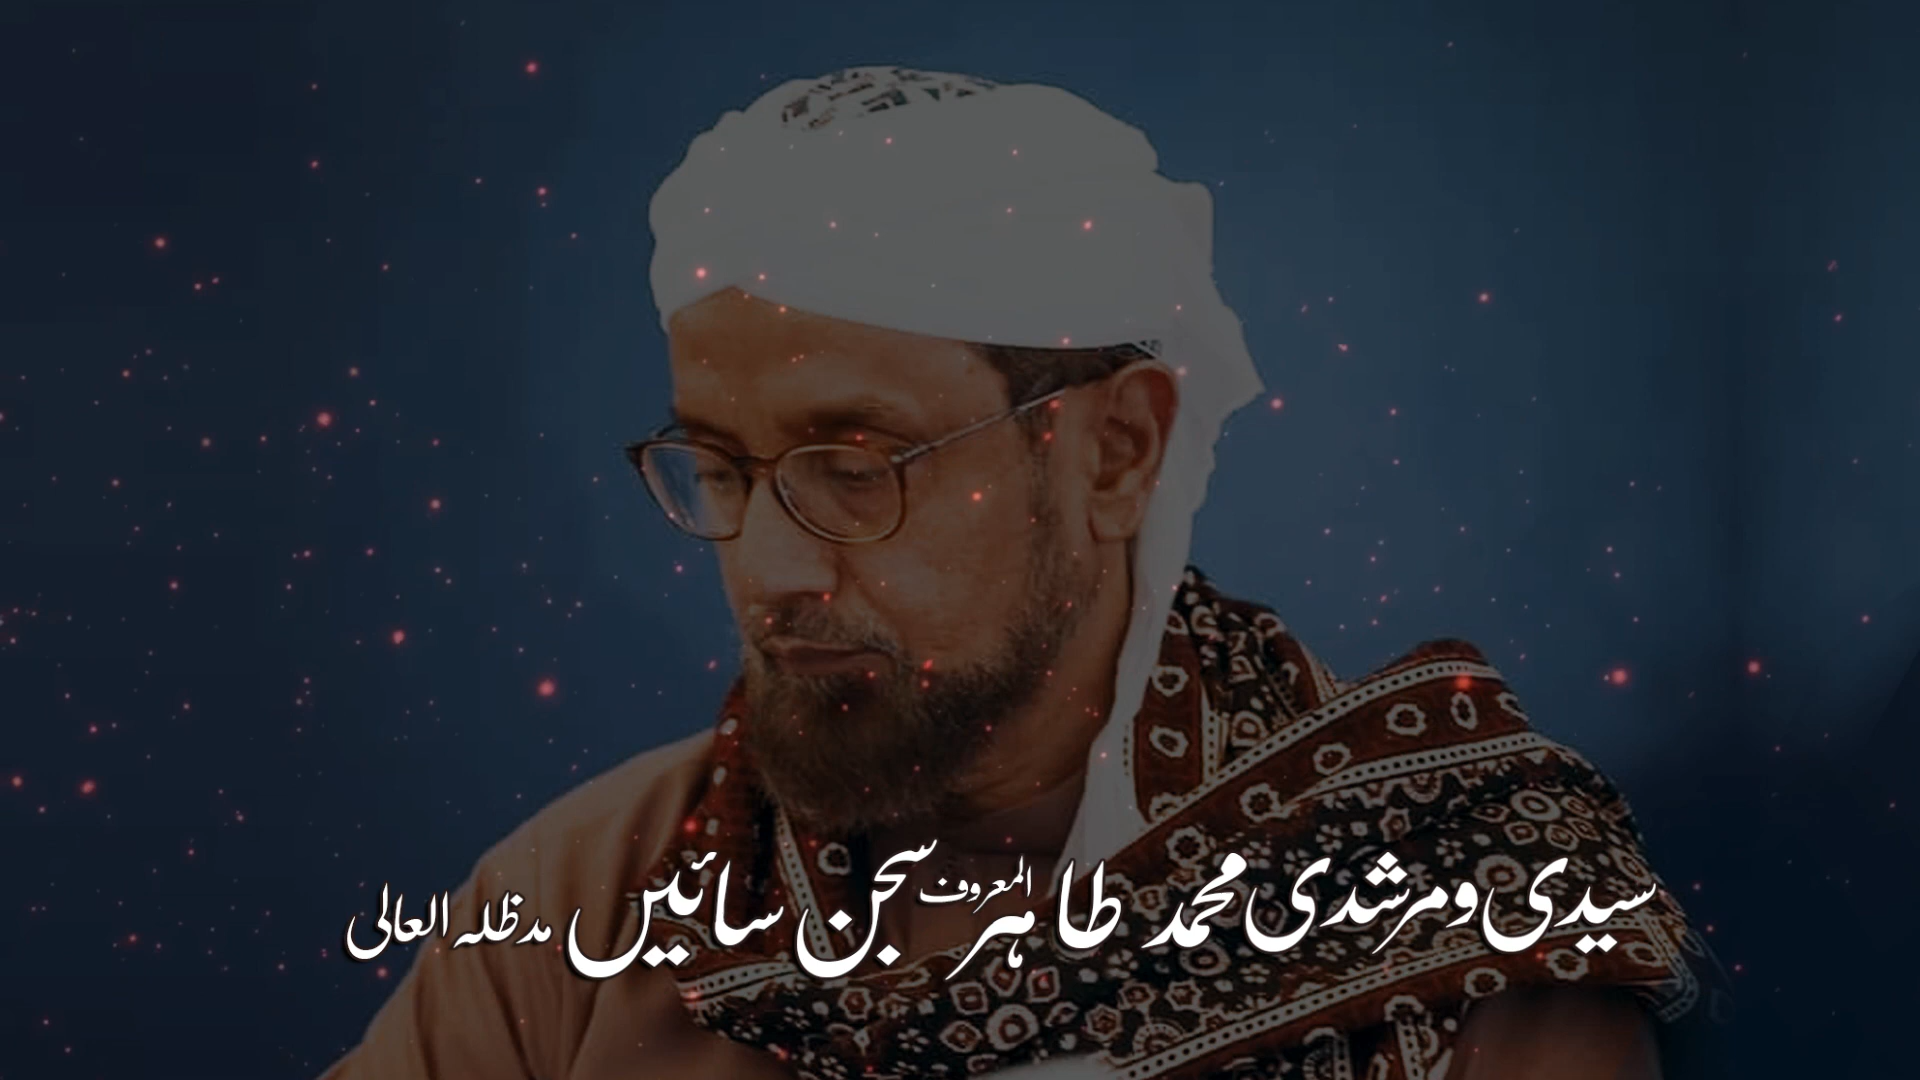 سیدی و مرشدی محمد طاہر المعروف سجن سائیں مدظلہ العالی